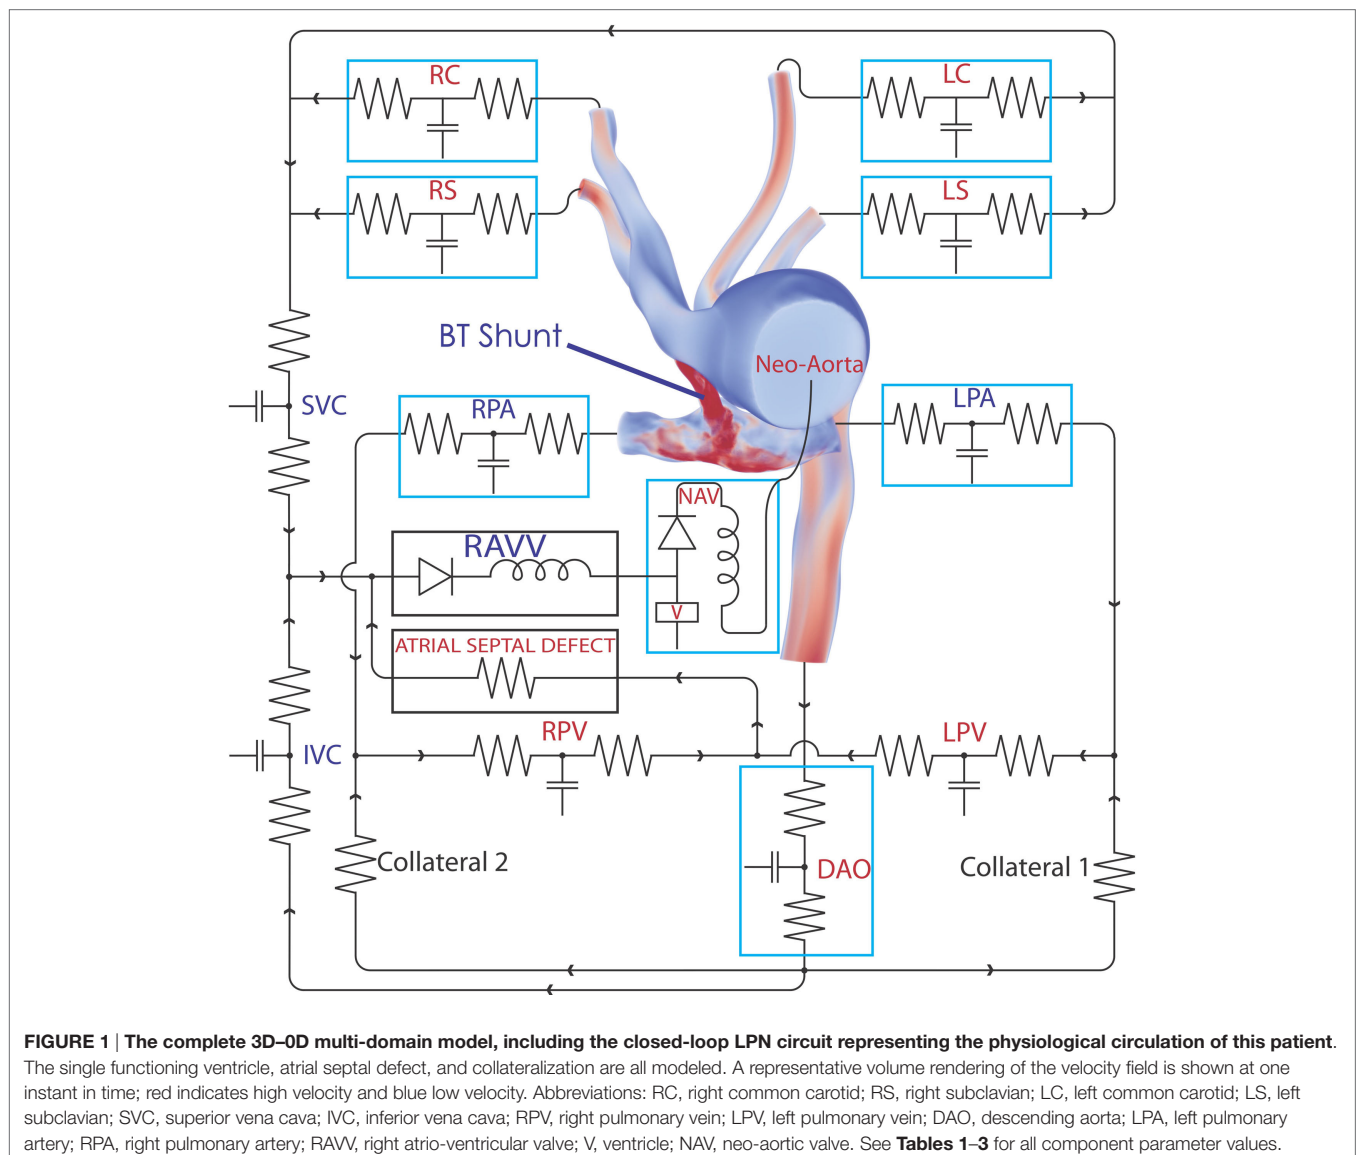 RC
LC
RS
LS
BT Shunt
Neo-Aorta
SVC
RPA
LPA
NAV
RAVV
V
ATRIAL SEPTAL DEFECT
RPV
LPV
IVC
Collateral 2
DAO
Collateral 1
FIGURE 1 | The complete 3D–0D multi-domain model, including the closed-loop LPN circuit representing the physiological circulation of this patient.
The single functioning ventricle, atrial septal defect, and collateralization are all modeled. A representative volume rendering of the velocity field is shown at one
instant in time; red indicates high velocity and blue low velocity. Abbreviations: RC, right common carotid; RS, right subclavian; LC, left common carotid; LS, left
subclavian; SVC, superior vena cava; IVC, inferior vena cava; RPV, right pulmonary vein; LPV, left pulmonary vein; DAO, descending aorta; LPA, left pulmonary
artery; RPA, right pulmonary artery; RAVV, right atrio-ventricular valve; V, ventricle; NAV, neo-aortic valve. See Tables 1–3 for all component parameter values.